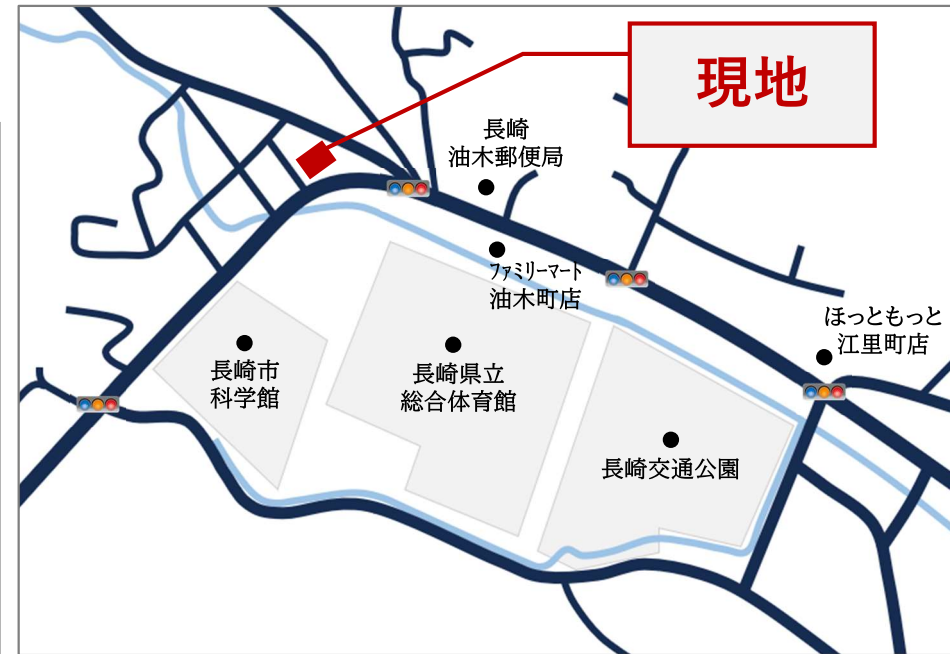 現地
長崎
油木郵便局
ﾌｧﾐﾘｰﾏｰﾄ
油木町店
ほっともっと
江里町店
長崎市
科学館
長崎県立
総合体育館
長崎交通公園